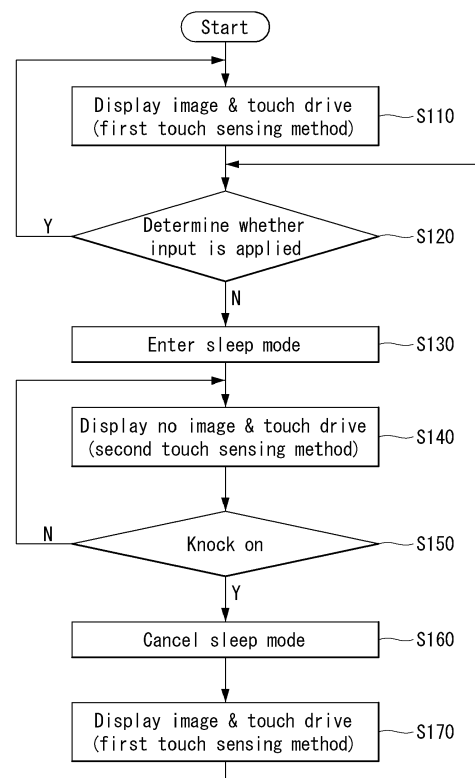 Start
Display image & touch drive
(first touch sensing method)
S110
Determine whether
input is applied
S120
Y
N
Enter sleep mode
S130
Display no image & touch drive
(second touch sensing method)
S140
Knock on
S150
N
Y
Cancel sleep mode
S160
Display image & touch drive
(first touch sensing method)
S170